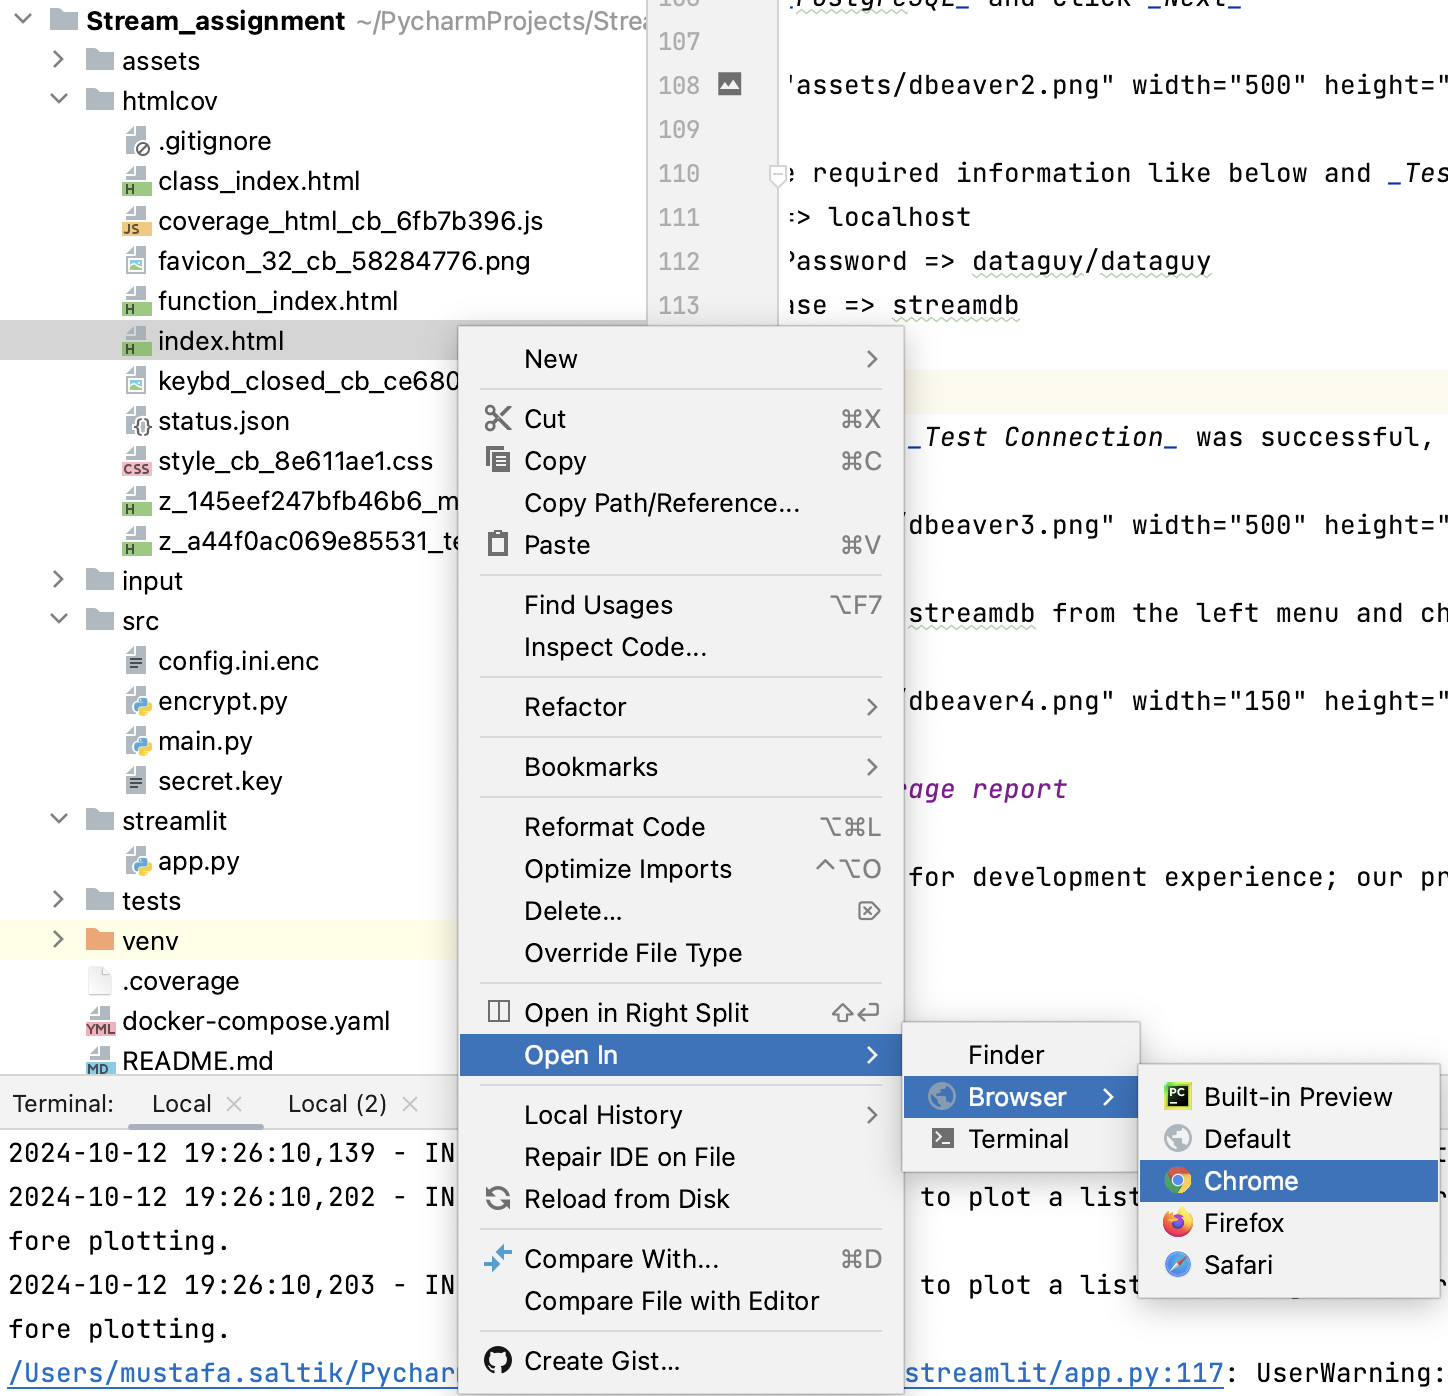 Stream_assignment ~/PycharmProjects/Strea
assets
htmlcov
.gitignore
class_index.html
coverage_html_cb_6fb7b396.js
favicon_32_cb_58284776.png
function_index.html
index.html
keybd_closed_cb_ce680
status.json
style_cb_8e611ae1.css
z_145eef247bfb46b6_m
z_a44f0ac069e85531_te
input
src
config.ini.enc
encrypt.py
main.py
secret.key
streamlit
app.py
tests
venv
.coverage
docker-compose.yaml
README.md
106 _PostgreSQL_ and click _Next_
107
108 "assets/dbeaver2.png" width="500" height="
109
110 e required information like below and _Tes
111 => localhost
112 Password => dataguy/dataguy
113 ase => streamdb
_Test Connection_ was successful,
/dbeaver3.png" width="500" height="
streamdb from the left menu and ch
/dbeaver4.png" width="150" height="
rage report
for development experience; our pr
New
Cut ⌘X
Copy ⌘C
Copy Path/Reference...
Paste ⌘V
Find Usages ⌥F7
Inspect Code...
Refactor
Bookmarks
Reformat Code ⌥⌘L
Optimize Imports ^⌥O
Delete... ⌦
Override File Type
Open in Right Split ⇧↩
Open In
Local History
Repair IDE on File
Reload from Disk
Compare With... ⌘D
Compare File with Editor
Create Gist...
Finder
Browser
Terminal
Built-in Preview
Default
Chrome
Firefox
Safari
Terminal: Local Local (2)
2024-10-12 19:26:10,139 - IN
2024-10-12 19:26:10,202 - IN to plot a list
fore plotting.
2024-10-12 19:26:10,203 - IN to plot a list
fore plotting.
/Users/mustafa.saltik/Pycharm streamlit/app.py:117: UserWarning: